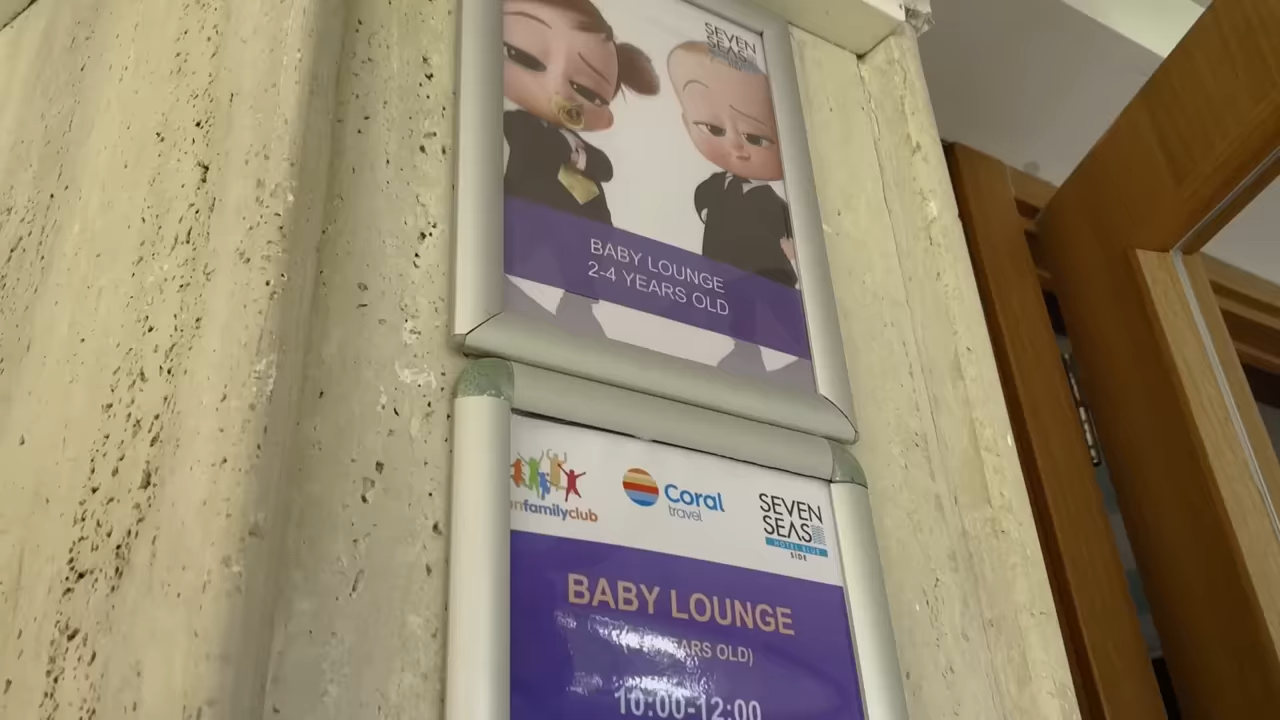 SEVEN
SEAS
BABY LOUNGE
2-4 YEARS OLD
familyclub
Coral
travel
SEVEN
SEAS
HOTEL BLUE
SIDE
BABY LOUNGE
OLD)
10:00-12:00